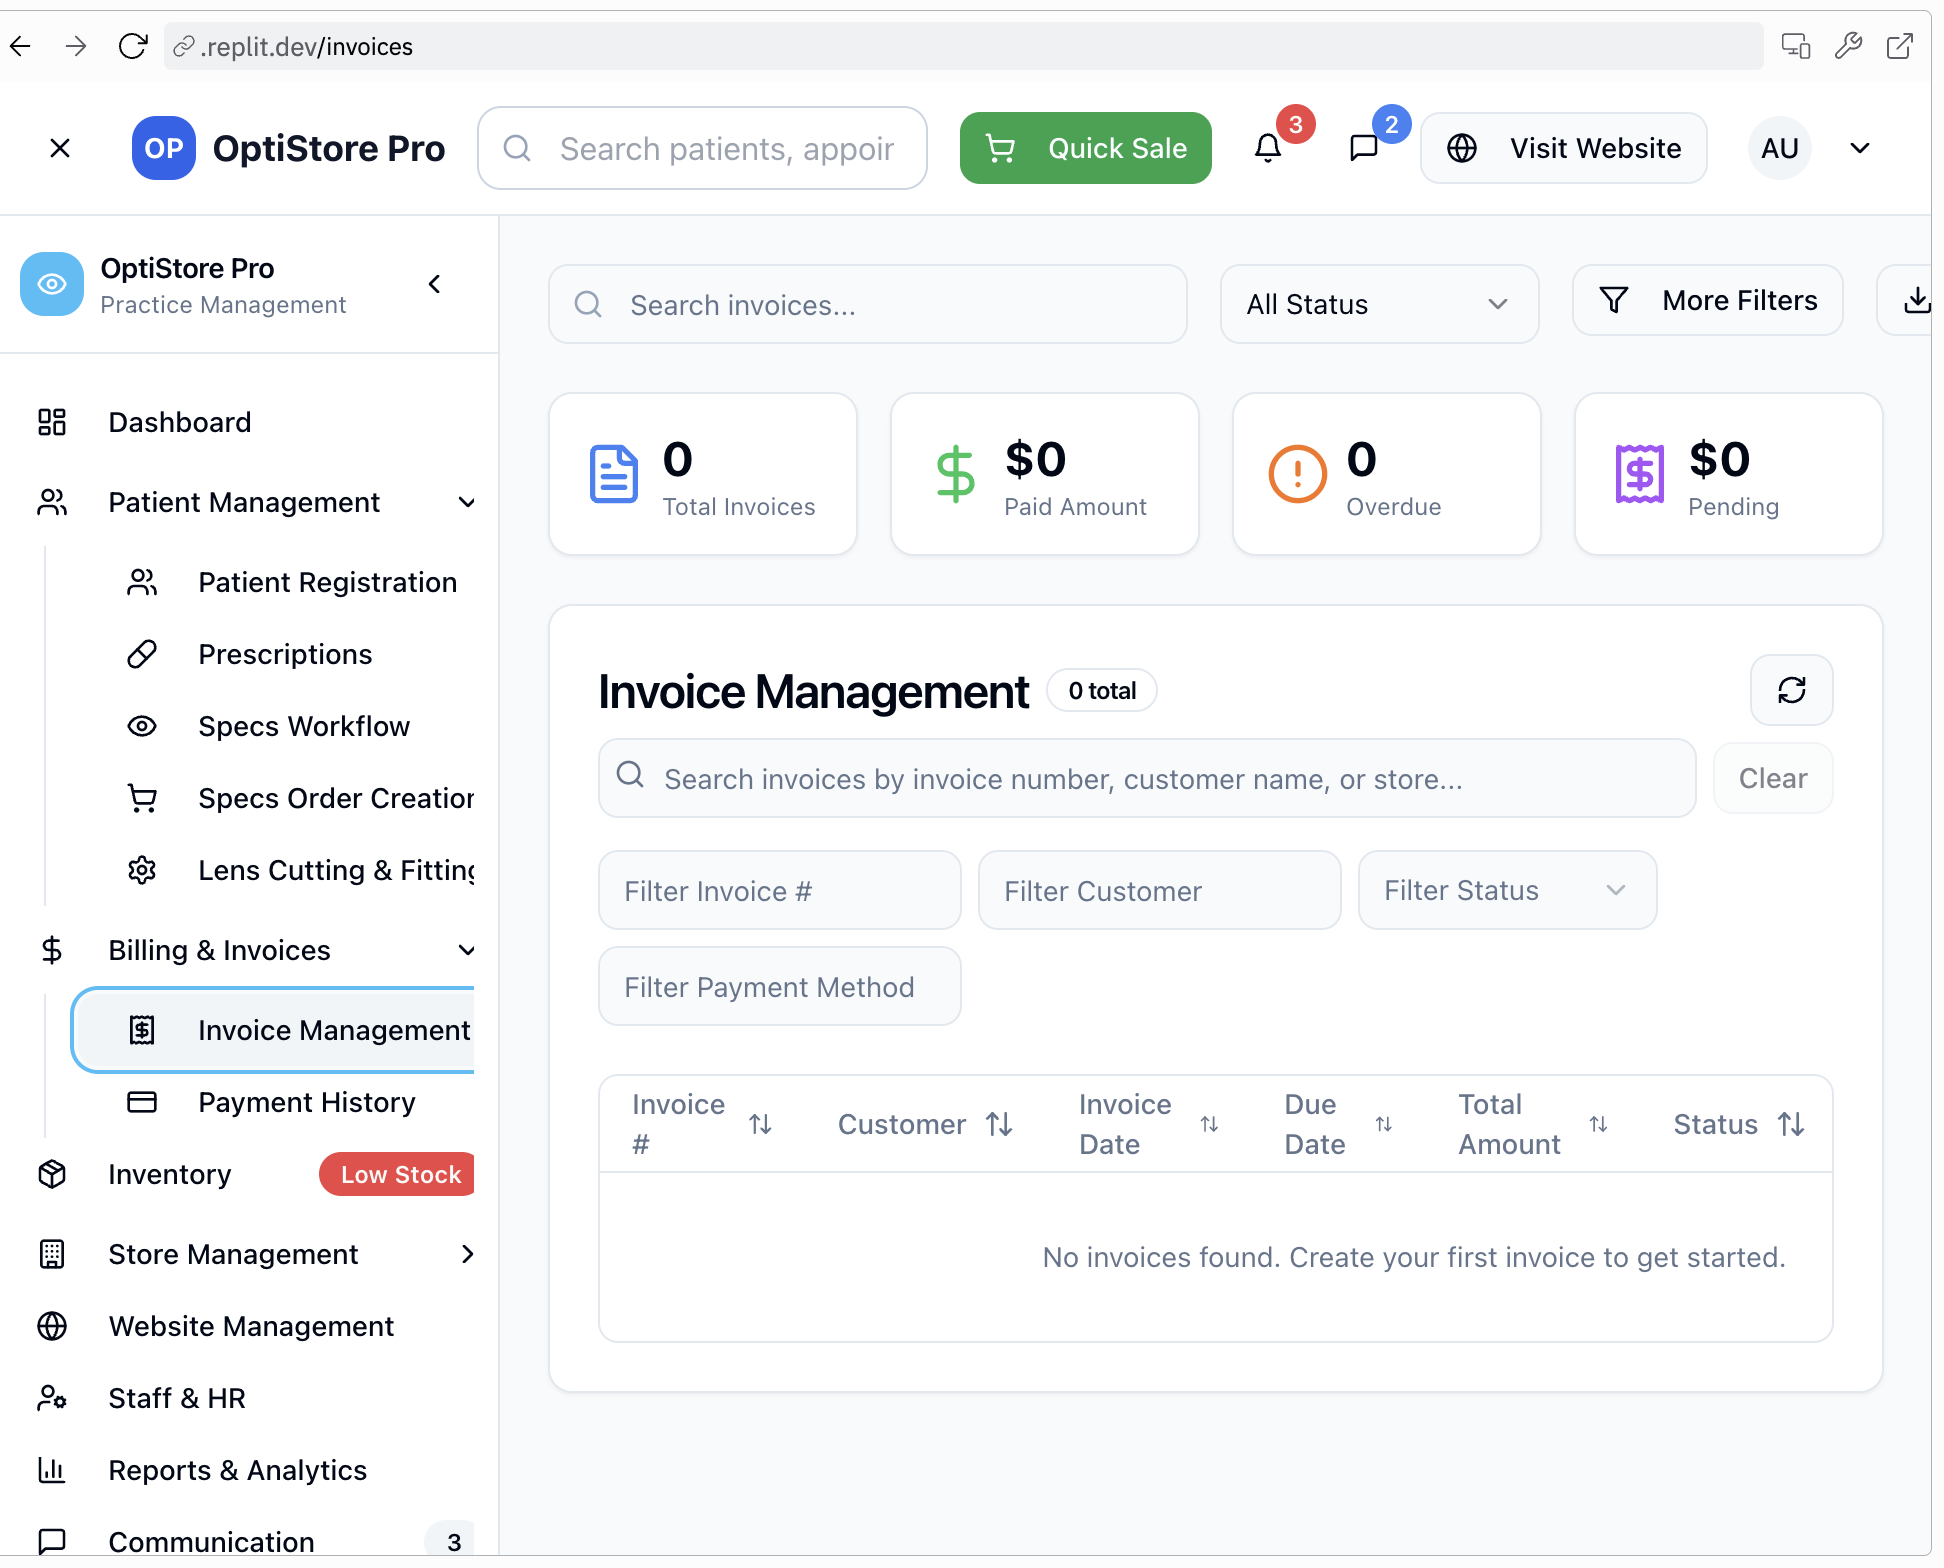 .replit.dev/invoices
OP OptiStore Pro
Search patients, appoin
Quick Sale
3
2
Visit Website
AU
OptiStore Pro
Practice Management
Dashboard
Patient Management
Patient Registration
Prescriptions
Specs Workflow
Specs Order Creation
Lens Cutting & Fitting
Billing & Invoices
Invoice Management
Payment History
Inventory Low Stock
Store Management
Website Management
Staff & HR
Reports & Analytics
Communication 3
Search invoices...
All Status
More Filters
0
Total Invoices
$0
Paid Amount
0
Overdue
$0
Pending
Invoice Management 0 total
Search invoices by invoice number, customer name, or store...
Clear
Filter Invoice #
Filter Customer
Filter Status
Filter Payment Method
Invoice
#
Customer
Invoice
Date
Due
Date
Total
Amount
Status
No invoices found. Create your first invoice to get started.